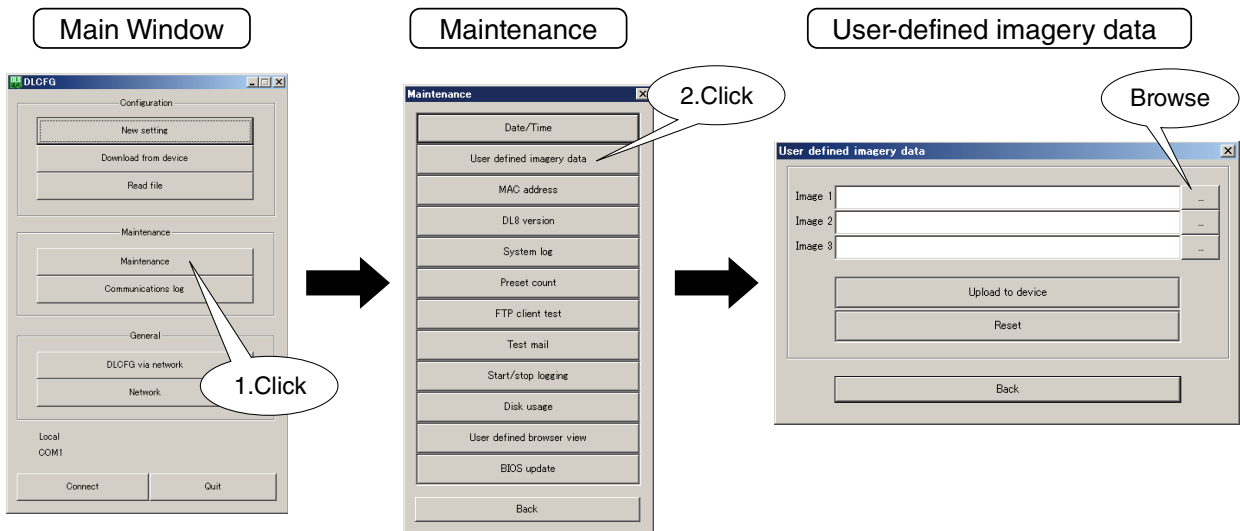 Main Window
Maintenance
User-defined imagery data
DLCFG
Configuration
New setting
Download from device
Read file
Maintenance
Maintenance
Communications log
General
DLCFG via network
Network
Local
COM1
Connect
Quit
1.Click
Maintenance
Date/Time
User defined imagery data
MAC address
DL8 version
System log
Preset count
FTP client test
Test mail
Start/stop logging
Disk usage
User defined browser view
BIOS update
Back
2.Click
User defined imagery data
Image 1
...
Image 2
...
Image 3
...
Upload to device
Reset
Back
Browse